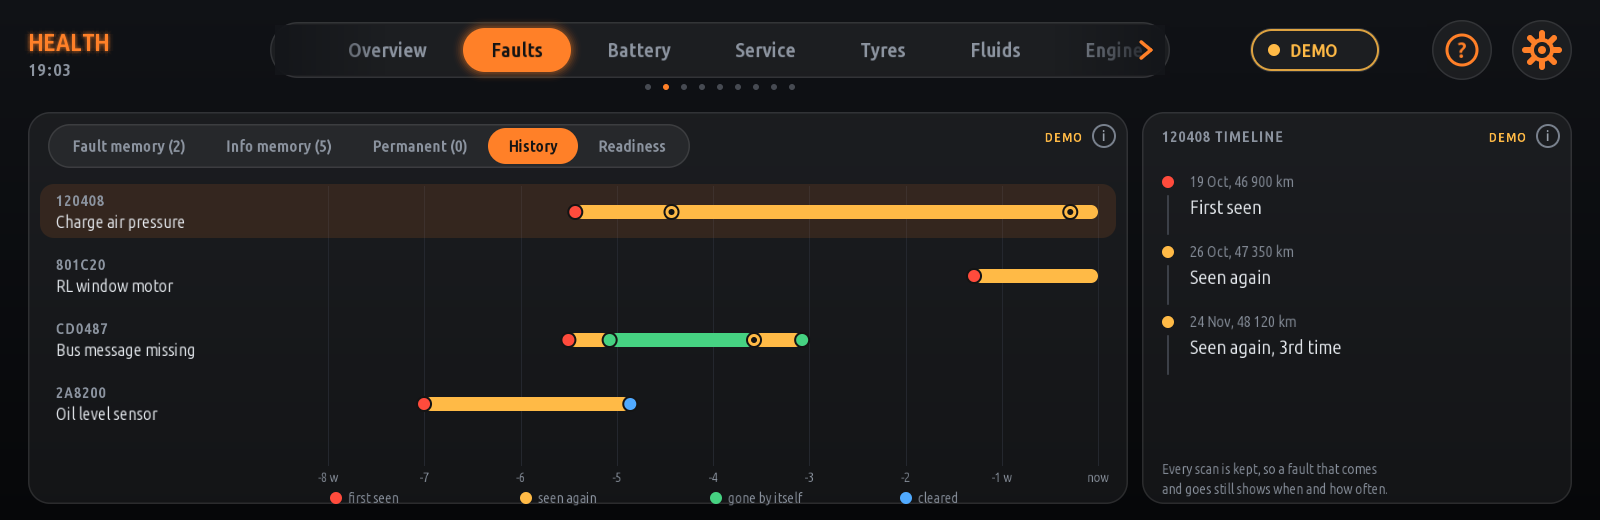 HEALTH
19:03
Overview
Faults
Battery
Service
Tyres
Fluids
Engine
DEMO
?
Fault memory (2)
Info memory (5)
Permanent (0)
History
Readiness
DEMO
i
120408
Charge air pressure
801C20
RL window motor
CD0487
Bus message missing
2A8200
Oil level sensor
-8 w
-7
-6
-5
-4
-3
-2
-1 w
now
first seen
seen again
gone by itself
cleared
120408 TIMELINE
DEMO
i
19 Oct, 46 900 km
First seen
26 Oct, 47 350 km
Seen again
24 Nov, 48 120 km
Seen again, 3rd time
Every scan is kept, so a fault that comes
and goes still shows when and how often.